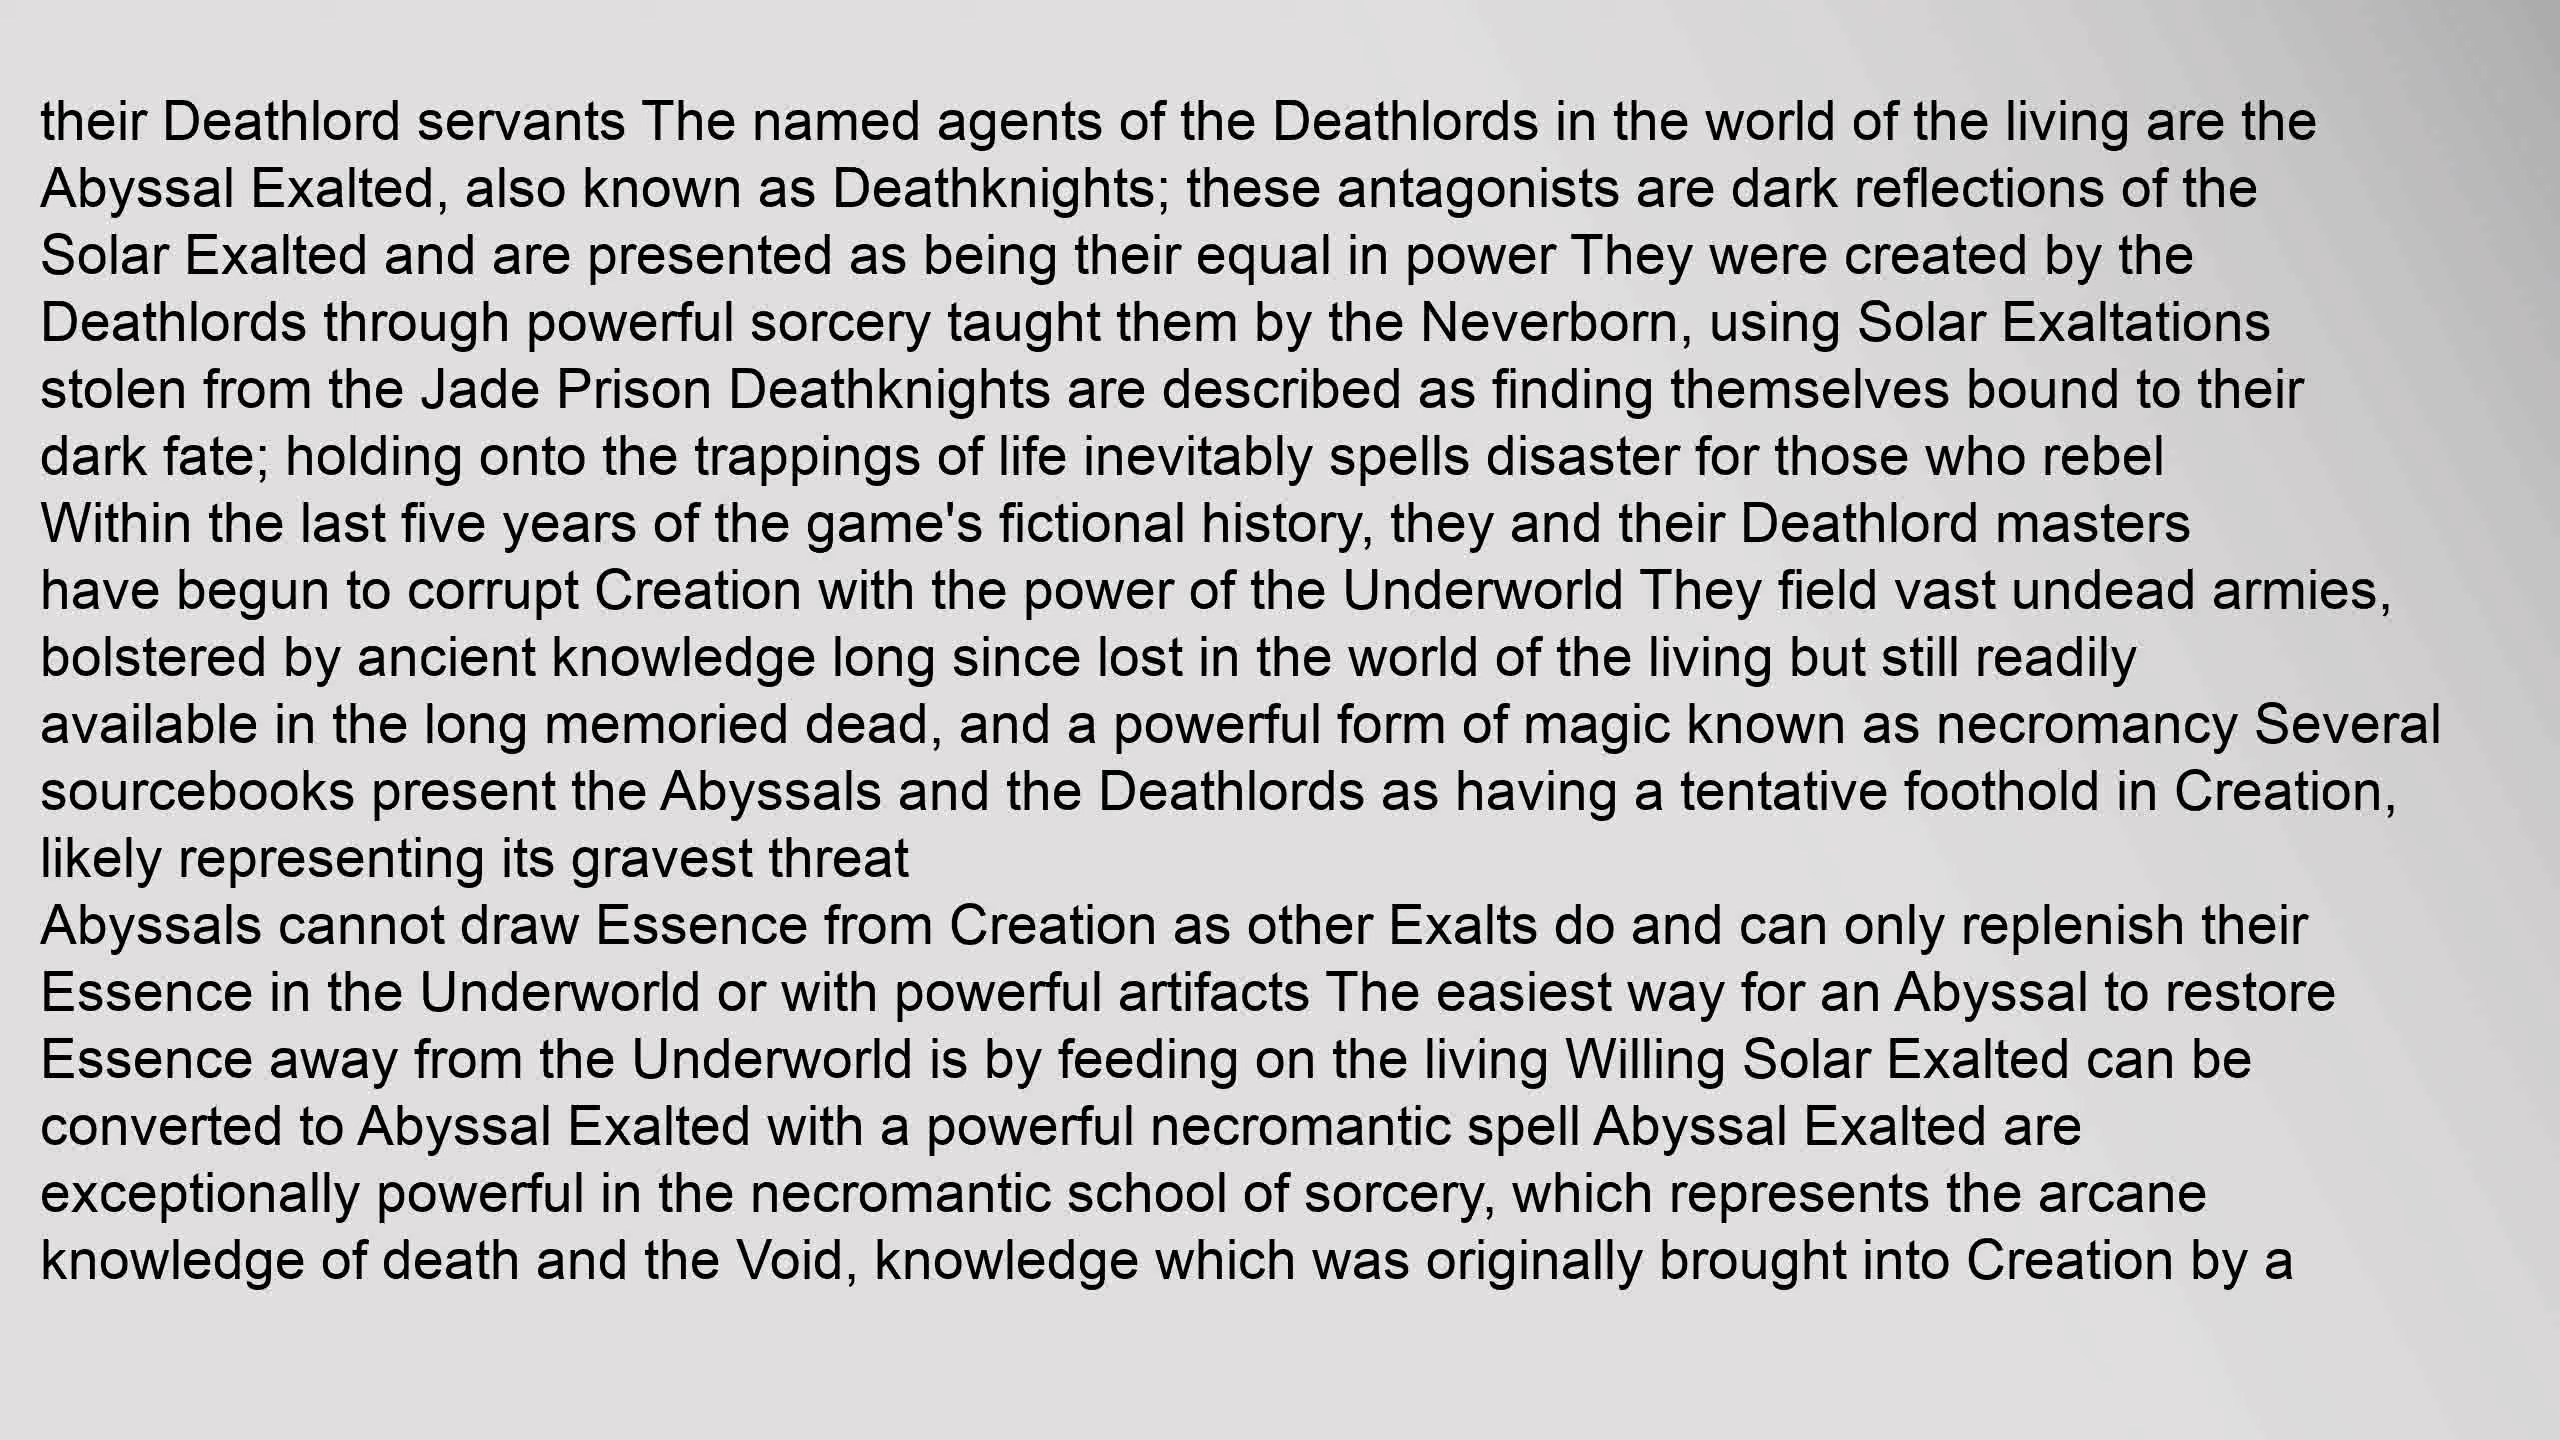 their Deathlord servants The named agents of the Deathlords in the world of the living are the
Abyssal Exalted, also known as Deathknights; these antagonists are dark reflections of the
Solar Exalted and are presented as being their equal in power They were created by the
Deathlords through powerful sorcery taught them by the Neverborn, using Solar Exaltations
stolen from the Jade Prison Deathknights are described as finding themselves bound to their
dark fate; holding onto the trappings of life inevitably spells disaster for those who rebel
Within the last five years of the game's fictional history, they and their Deathlord masters
have begun to corrupt Creation with the power of the Underworld They field vast undead armies,
bolstered by ancient knowledge long since lost in the world of the living but still readily
available in the long memoried dead, and a powerful form of magic known as necromancy Several
sourcebooks present the Abyssals and the Deathlords as having a tentative foothold in Creation,
likely representing its gravest threat
Abyssals cannot draw Essence from Creation as other Exalts do and can only replenish their
Essence in the Underworld or with powerful artifacts The easiest way for an Abyssal to restore
Essence away from the Underworld is by feeding on the living Willing Solar Exalted can be
converted to Abyssal Exalted with a powerful necromantic spell Abyssal Exalted are
exceptionally powerful in the necromantic school of sorcery, which represents the arcane
knowledge of death and the Void, knowledge which was originally brought into Creation by a